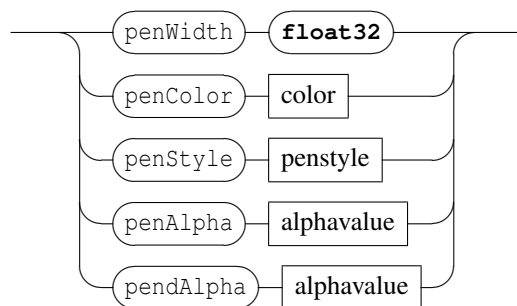 penWidth float32
penColor color
penStyle penstyle
penAlpha alphavalue
pendAlpha alphavalue